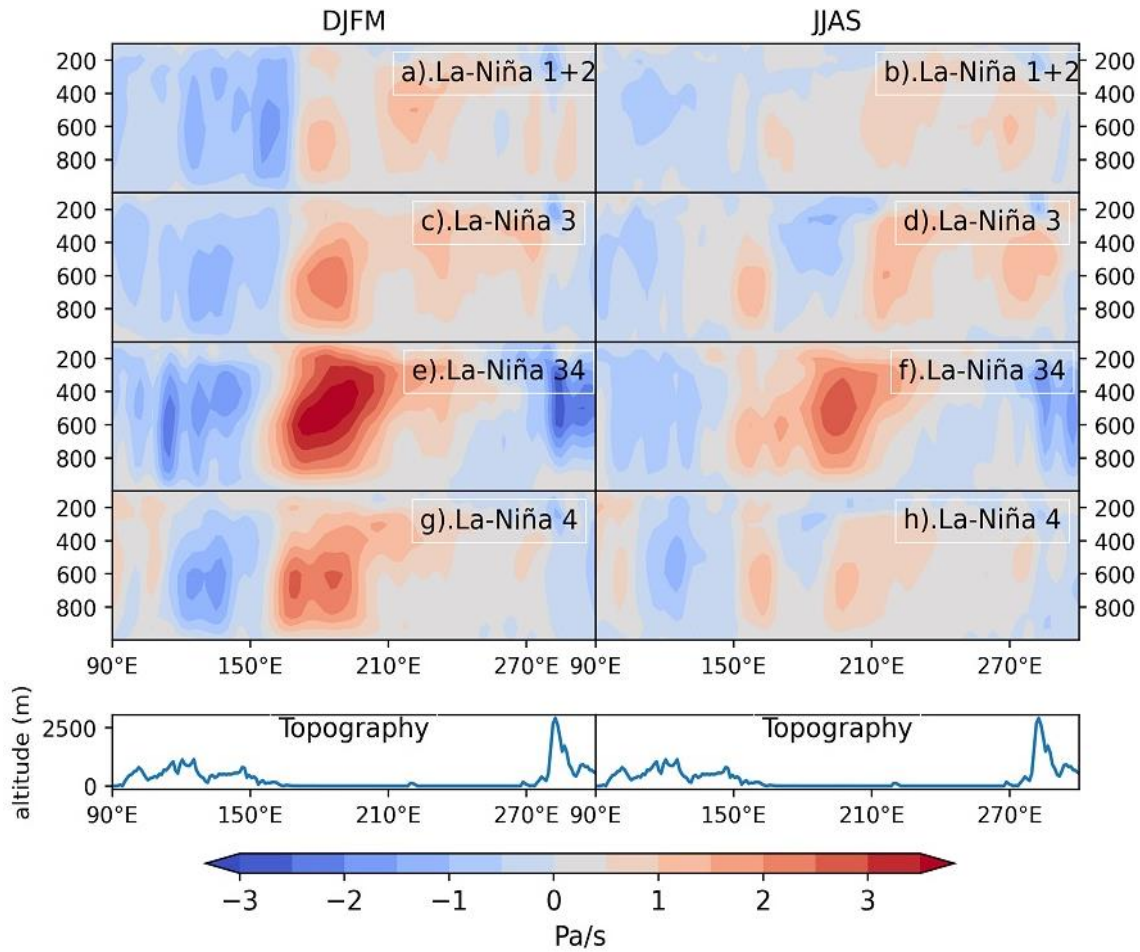 DJFM JJAS
200 a).La-Niña 1+2 b).La-Niña 1+2 200
400 400
600 600
800 800
200 c).La-Niña 3 d).La-Niña 3 200
400 400
600 600
800 800
200 e).La-Niña 34 f).La-Niña 34 200
400 400
600 600
800 800
200 g).La-Niña 4 h).La-Niña 4 200
400 400
600 600
800 800
90°E 150°E 210°E 270°E 90°E 150°E 210°E 270°E
altitude (m)
2500 Topography Topography
0
90°E 150°E 210°E 270°E 90°E 150°E 210°E 270°E
−3 −2 −1 0 1 2 3
Pa/s